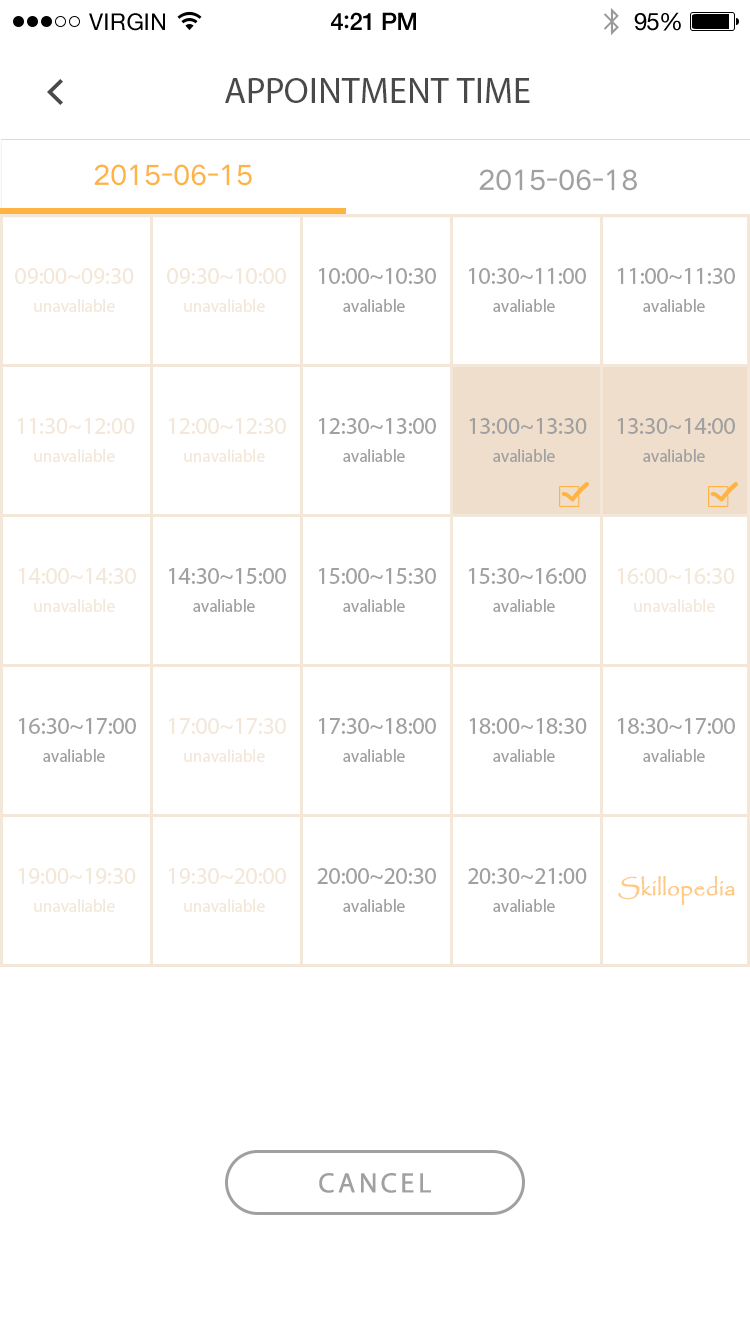 VIRGIN 4:21 PM 95%
APPOINTMENT TIME
2015-06-15 2015-06-18
09:00~09:30 09:30~10:00 10:00~10:30 10:30~11:00 11:00~11:30
unavaliable unavaliable avaliable avaliable avaliable
11:30~12:00 12:00~12:30 12:30~13:00 13:00~13:30 13:30~14:00
unavaliable unavaliable avaliable avaliable avaliable
14:00~14:30 14:30~15:00 15:00~15:30 15:30~16:00 16:00~16:30
unavaliable avaliable avaliable avaliable unavaliable
16:30~17:00 17:00~17:30 17:30~18:00 18:00~18:30 18:30~17:00
avaliable unavaliable avaliable avaliable avaliable
19:00~19:30 19:30~20:00 20:00~20:30 20:30~21:00 Skillopedia
unavaliable unavaliable avaliable avaliable
CANCEL